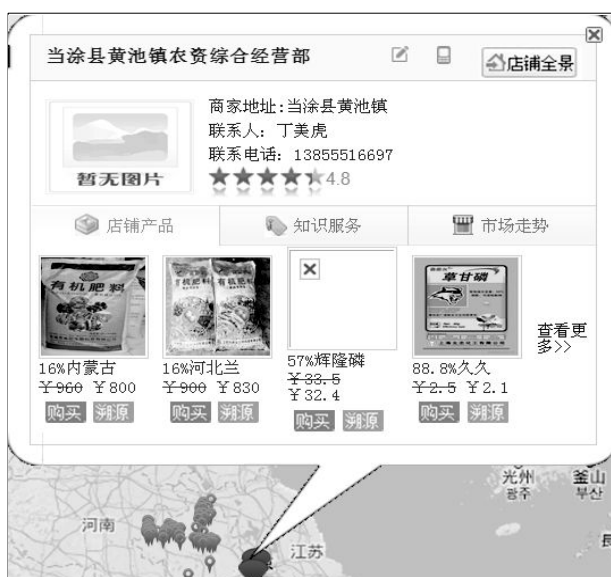 当涂县黄池镇农资综合经营部
店铺全景
商家地址:当涂县黄池镇
联系人: 丁美虎
联系电话: 13855516697
4.8
暂无图片
店铺产品
知识服务
市场走势
有机肥料
有机肥料
草甘磷
16%内蒙古
¥960 ¥800
购买 溯源
16%河北兰
¥900 ¥830
购买 溯源
57%辉隆磷
¥33.5
¥32.4
购买 溯源
88.8%久久
¥2.5 ¥2.1
购买 溯源
查看更
多>>
光州
광주
釜山
부산
河南
江苏